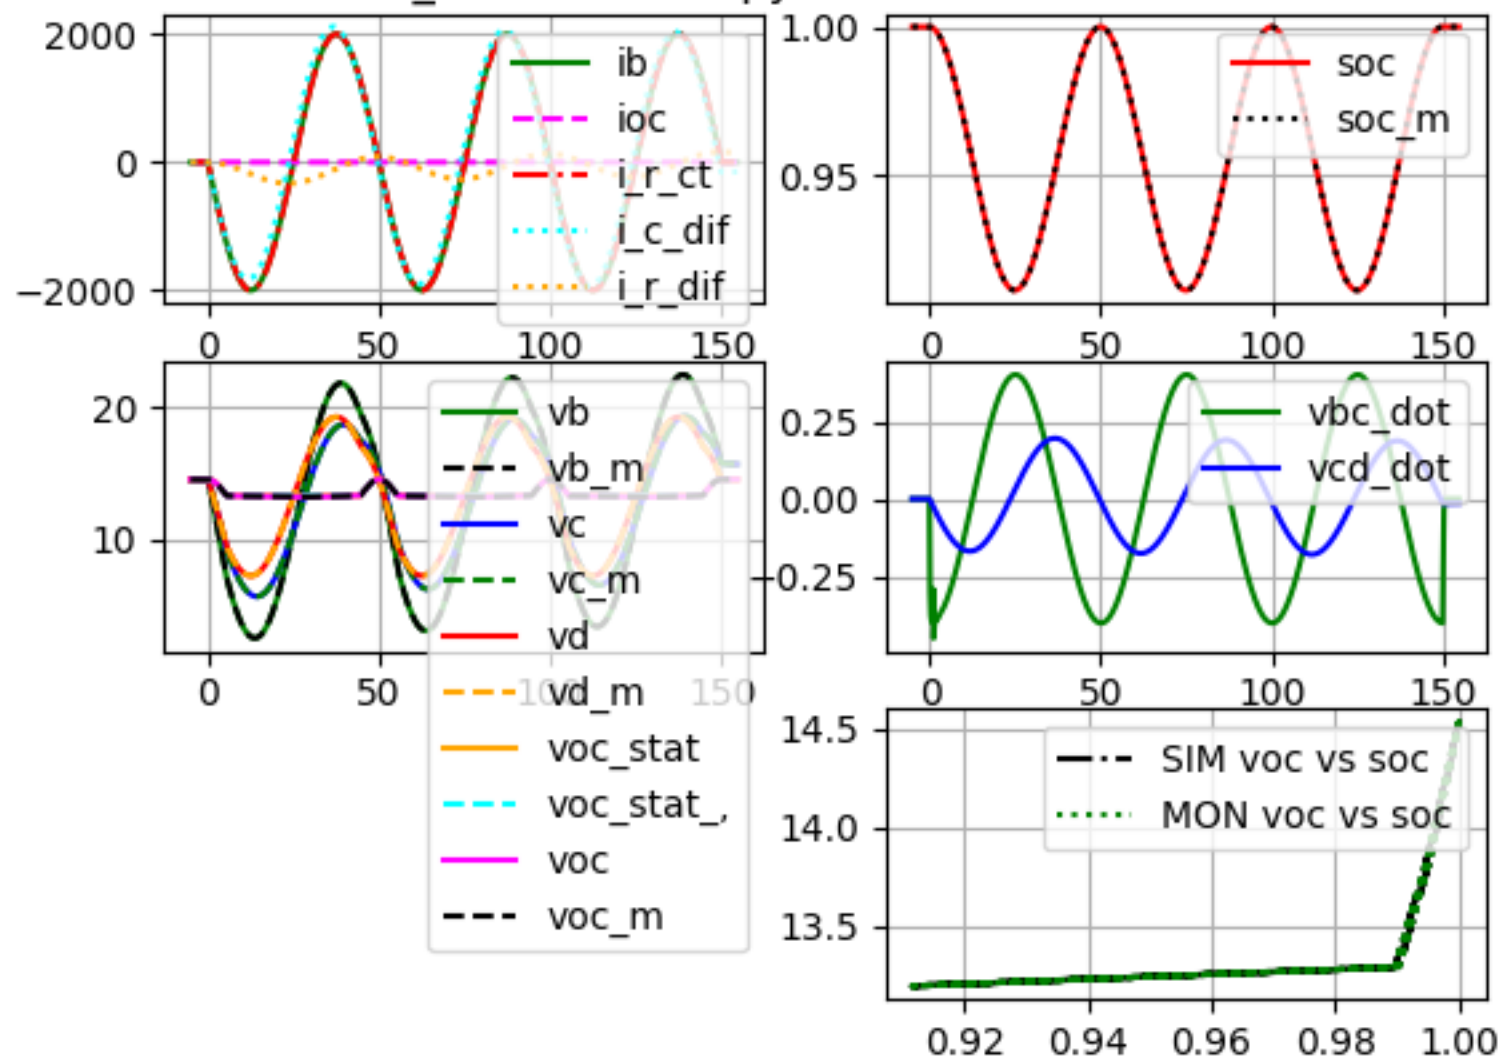 2000
0
−2000
ib
ioc
i_r_ct
i_c_dif
i_r_dif
0
50
100
150
1.00
0.95
soc
soc_m
0
50
100
150
20
10
vb
vb_m
vc
vc_m
vd
vd_m
voc_stat
voc_stat_,
voc
voc_m
0
50
100
150
0.25
0.00
−0.25
vbc_dot
vcd_dot
0
50
100
150
14.5
14.0
13.5
SIM voc vs soc
MON voc vs soc
0.92
0.94
0.96
0.98
1.00